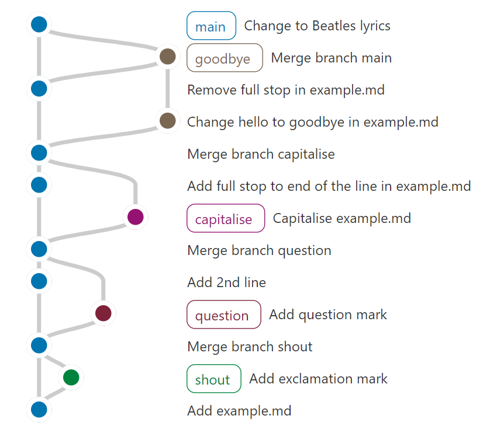 main Change to Beatles lyrics
goodbye Merge branch main
Remove full stop in example.md
Change hello to goodbye in example.md
Merge branch capitalise
Add full stop to end of the line in example.md
capitalise Capitalise example.md
Merge branch question
Add 2nd line
question Add question mark
Merge branch shout
shout Add exclamation mark
Add example.md